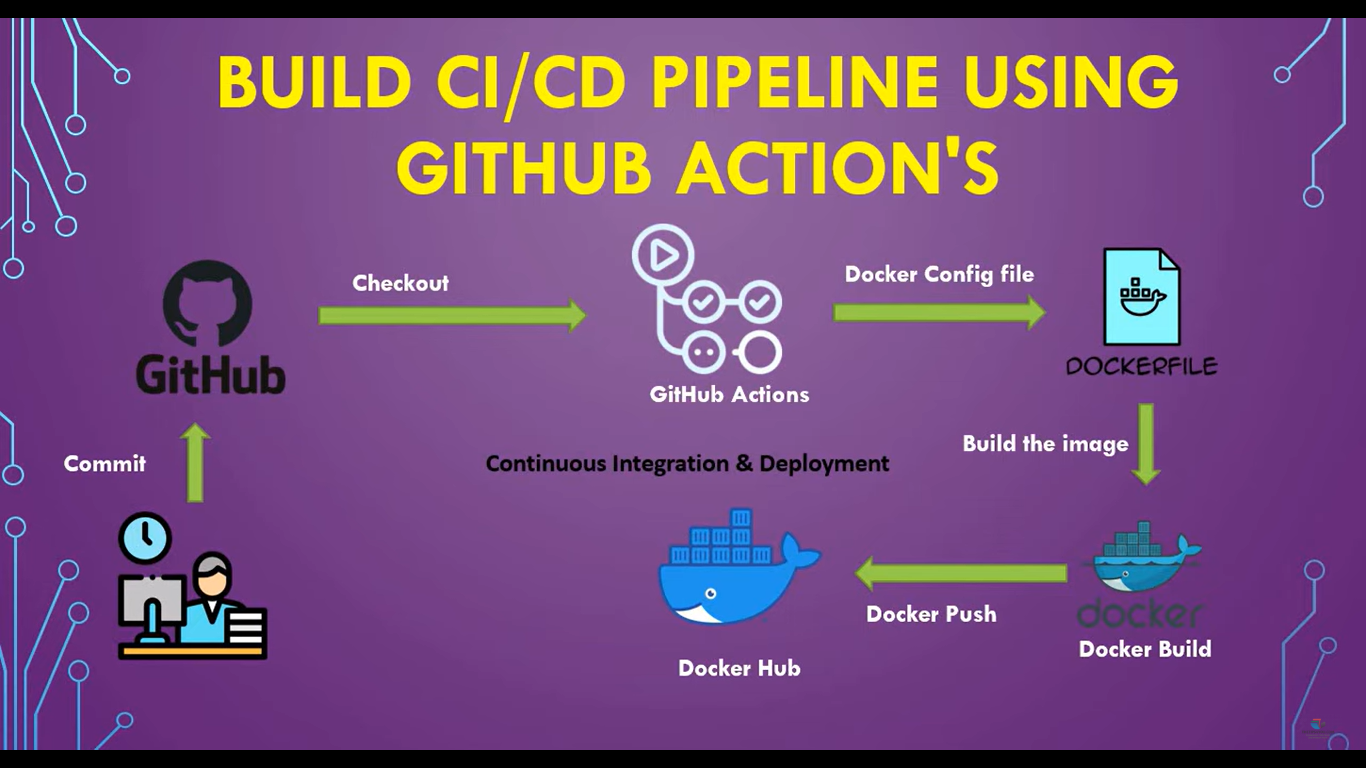 BUILD CI/CD PIPELINE USING
GITHUB ACTION'S
Checkout
Docker Config file
GitHub
GitHub Actions
DOCKERFILE
Commit
Continuous Integration & Deployment
Build the image
Docker Push
docker
Docker Build
Docker Hub